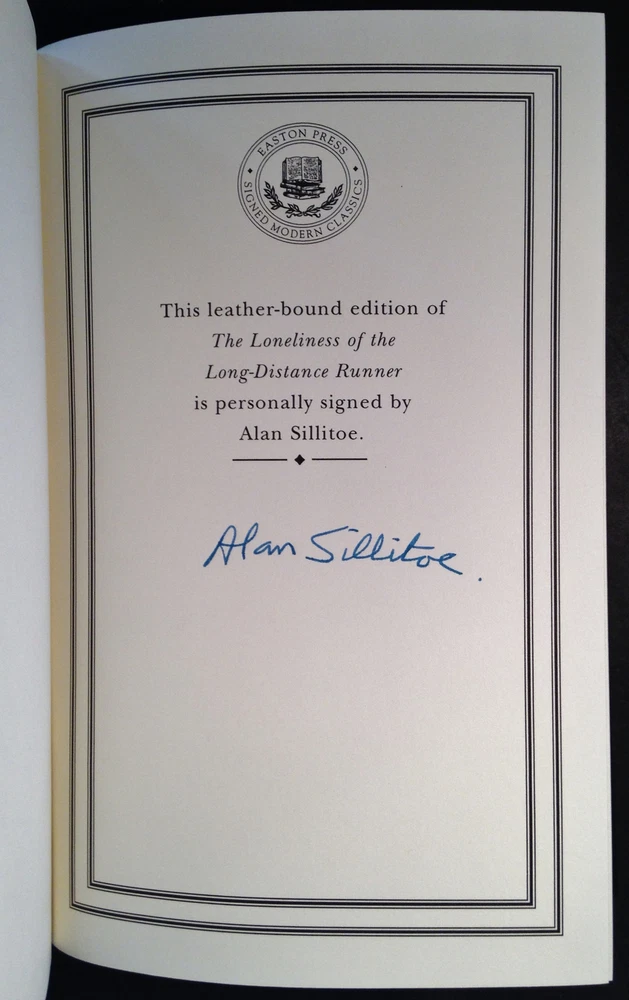 EASTON PRESS
SIGNED MODERN CLASSICS
This leather-bound edition of
The Loneliness of the
Long-Distance Runner
is personally signed by
Alan Sillitoe.
Alan Sillitoe.